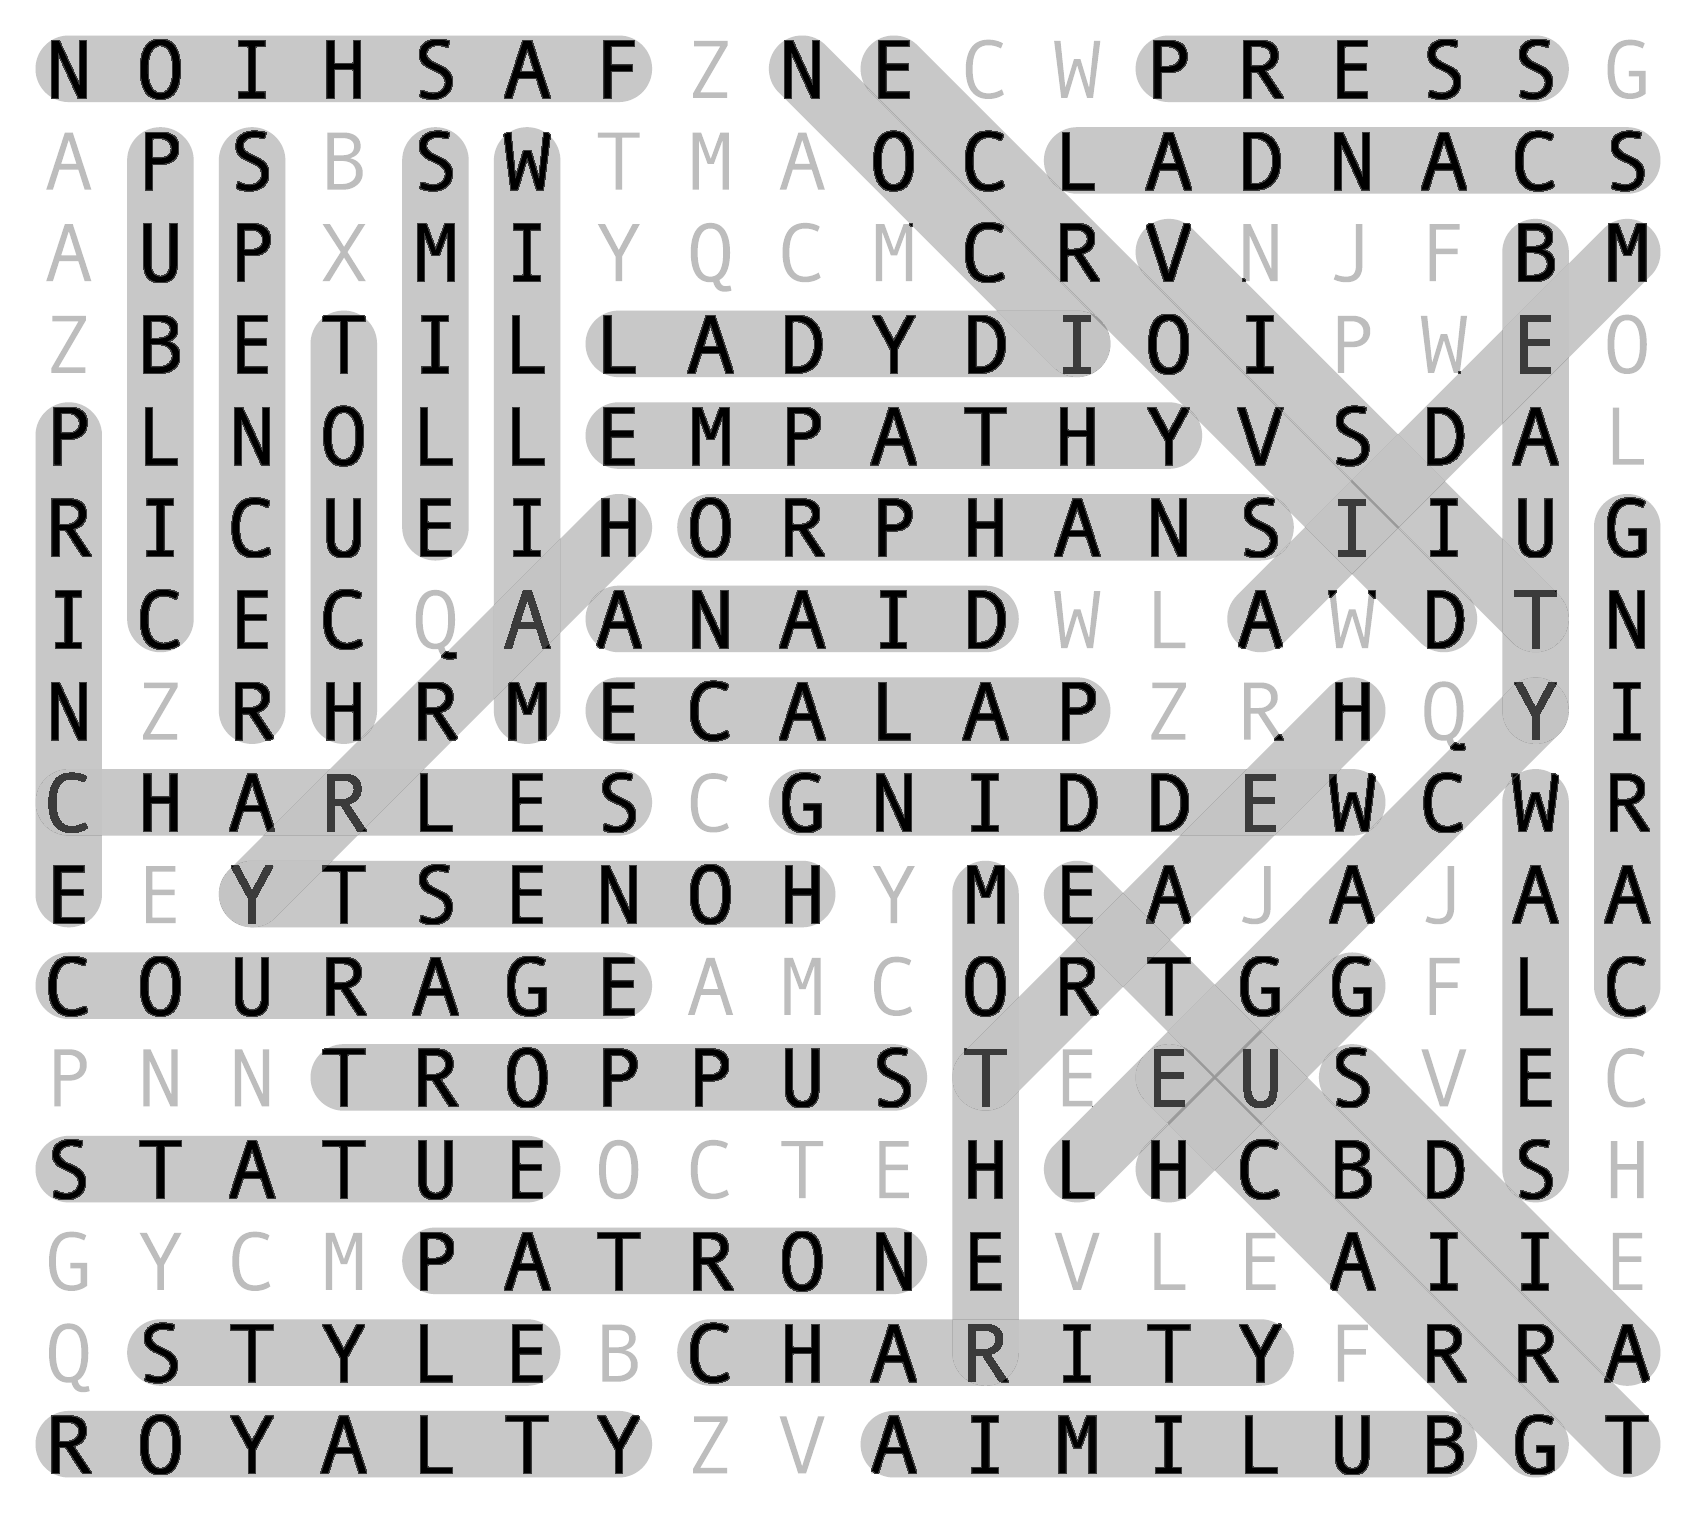 N O I H S A F Z N E C W P R E S S G
A P S B S W T M A O C L A D N A C S
A U P X M I Y Q C M C R V N J F B M
Z B E T I L L A D Y D I O I P W E O
P L N O L L E M P A T H Y V S D A L
R I C U E I H O R P H A N S I I U G
I C E C Q A A N A I D W L A W D T N
N Z R H R M E C A L A P Z R H Q Y I
C H A R L E S C G N I D D E W C W R
E E Y T S E N O H Y M E A J A J A A
C O U R A G E A M C O R T G G F L C
P N N T R O P P U S T E E U S V E C
S T A T U E O C T E H L H C B D S H
G Y C M P A T R O N E V L E A I I E
Q S T Y L E B C H A R I T Y F R R A
R O Y A L T Y Z V A I M I L U B G T